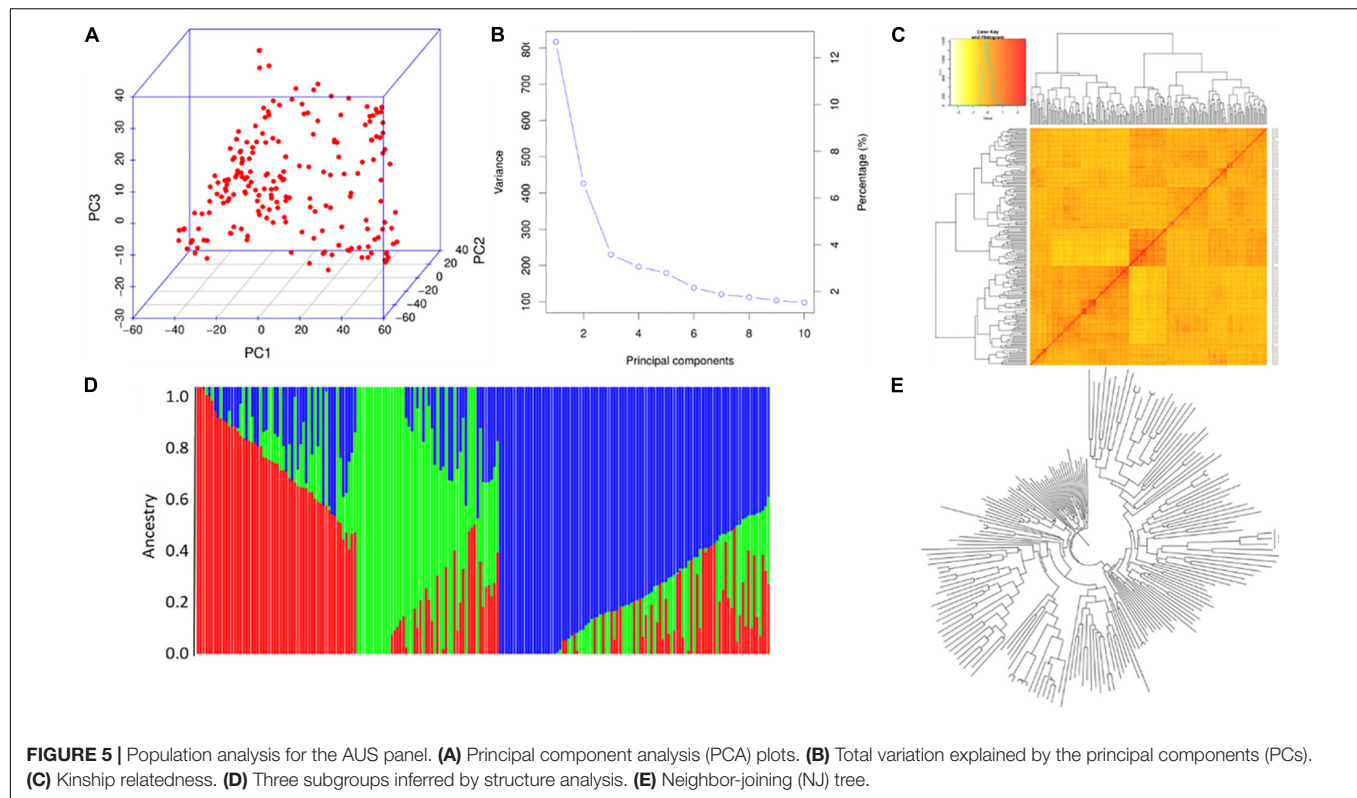 A
40
30
20
10
0
−10
−20
−30
PC3
−60
−40
−20
0
20
40
60
PC1
−60
−40
−20
0
20
40
PC2
B
800
700
600
500
400
300
200
100
Variance
2
4
6
8
10
Principal components
12
10
8
6
4
2
Percentage (%)
C
Color Key
and Histogram
Value
D
1.0
0.8
0.6
0.4
0.2
0.0
Ancestry
E
FIGURE 5 | Population analysis for the AUS panel. (A) Principal component analysis (PCA) plots. (B) Total variation explained by the principal components (PCs).
(C) Kinship relatedness. (D) Three subgroups inferred by structure analysis. (E) Neighbor-joining (NJ) tree.